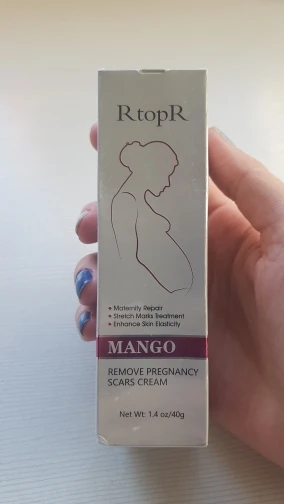 RtopR
Maternity Repair
Stretch Marks Treatment
Enhance Skin Elasticity
MANGO
REMOVE PREGNANCY
SCARS CREAM
Net Wt: 1.4 oz/40g